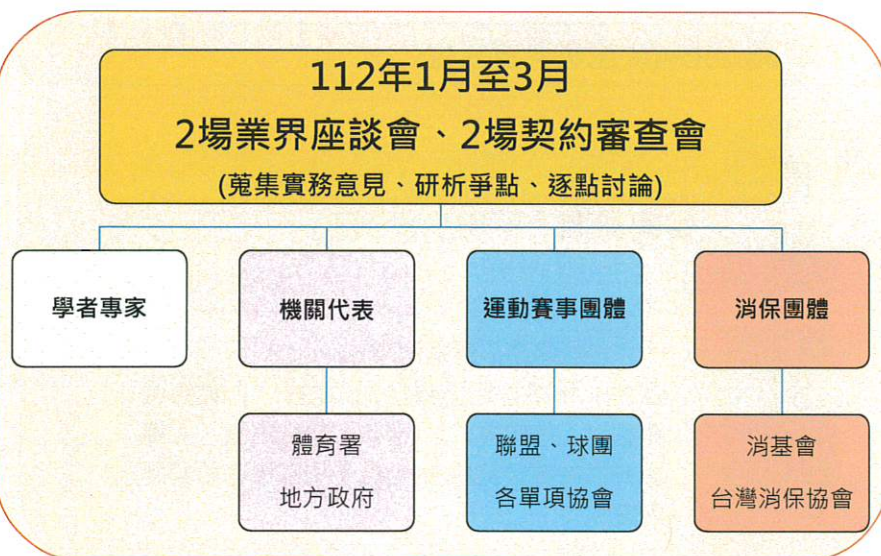 112年1月至3月
2場業界座談會、2場契約審查會
(蒐集實務意見、研析爭點、逐點討論)
學者專家
機關代表
運動賽事團體
消保團體
體育署
地方政府
聯盟、球團
各單項協會
消基會
台灣消保協會